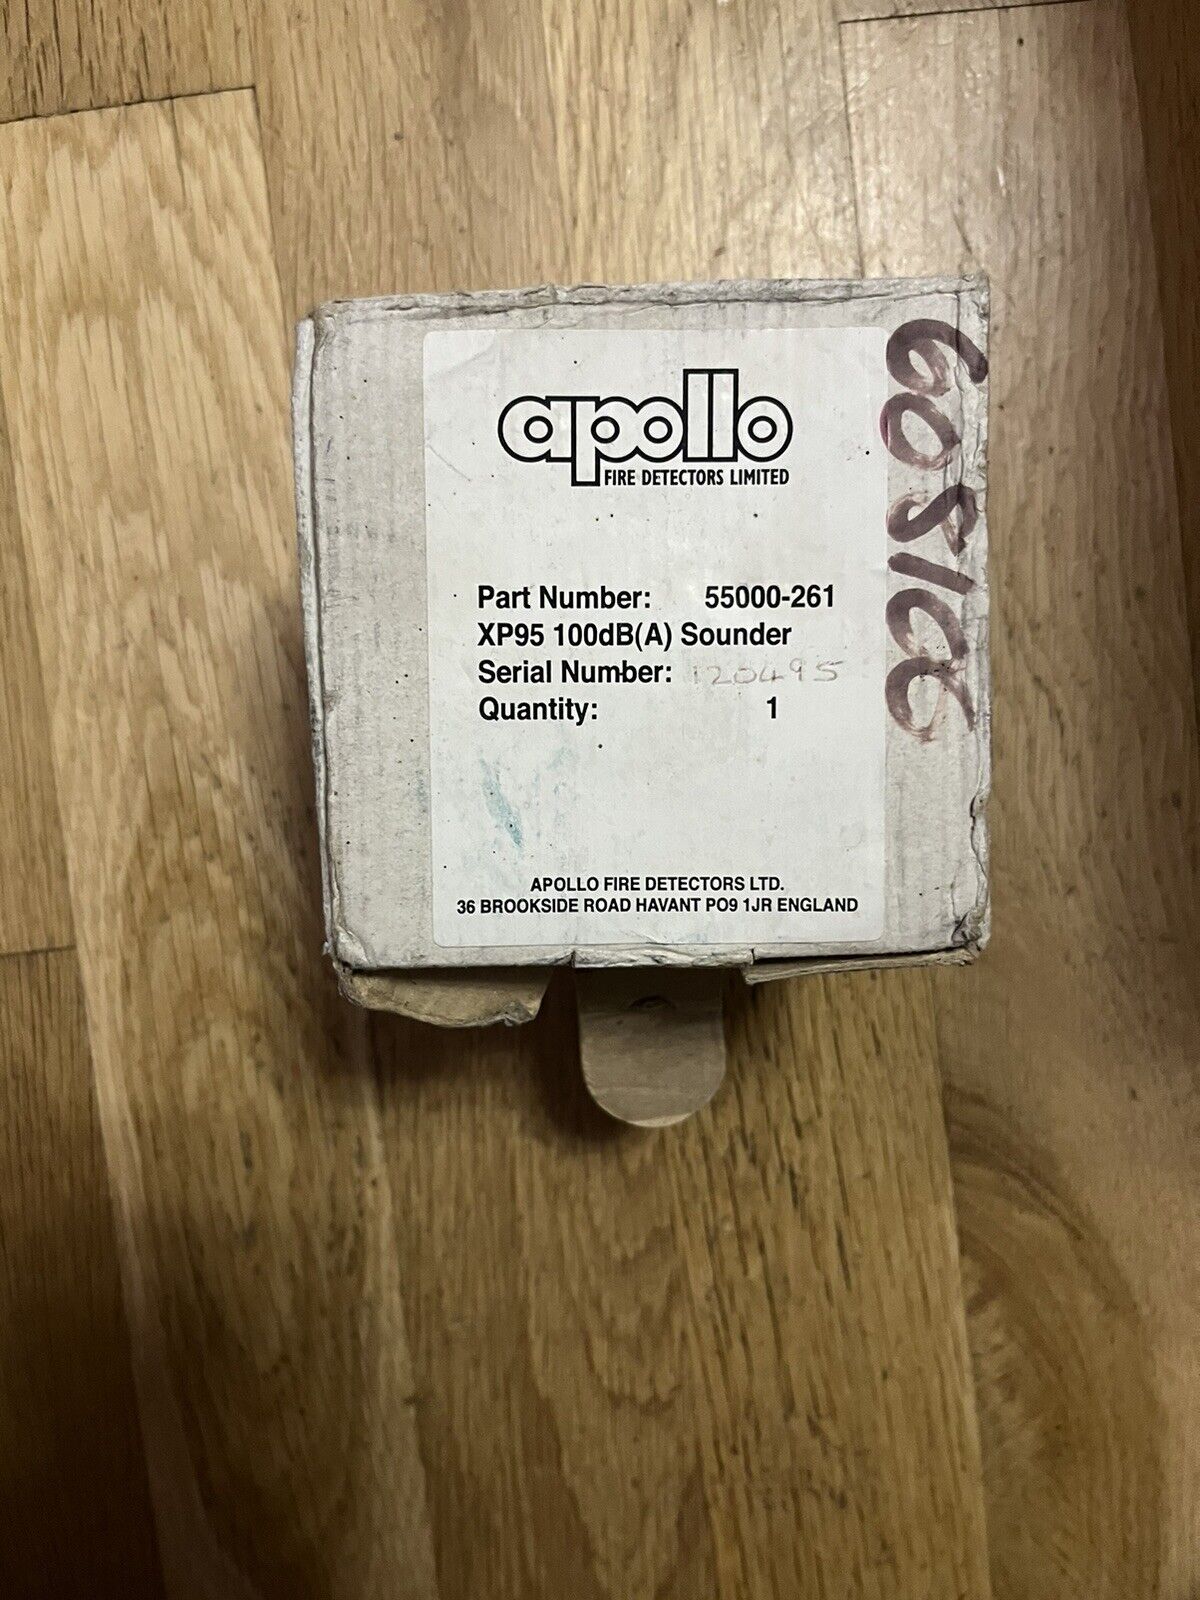 apollo
FIRE DETECTORS LIMITED
Part Number: 55000-261
XP95 100dB(A) Sounder
Serial Number: 120495
Quantity: 1
APOLLO FIRE DETECTORS LTD.
36 BROOKSIDE ROAD HAVANT PO9 1JR ENGLAND